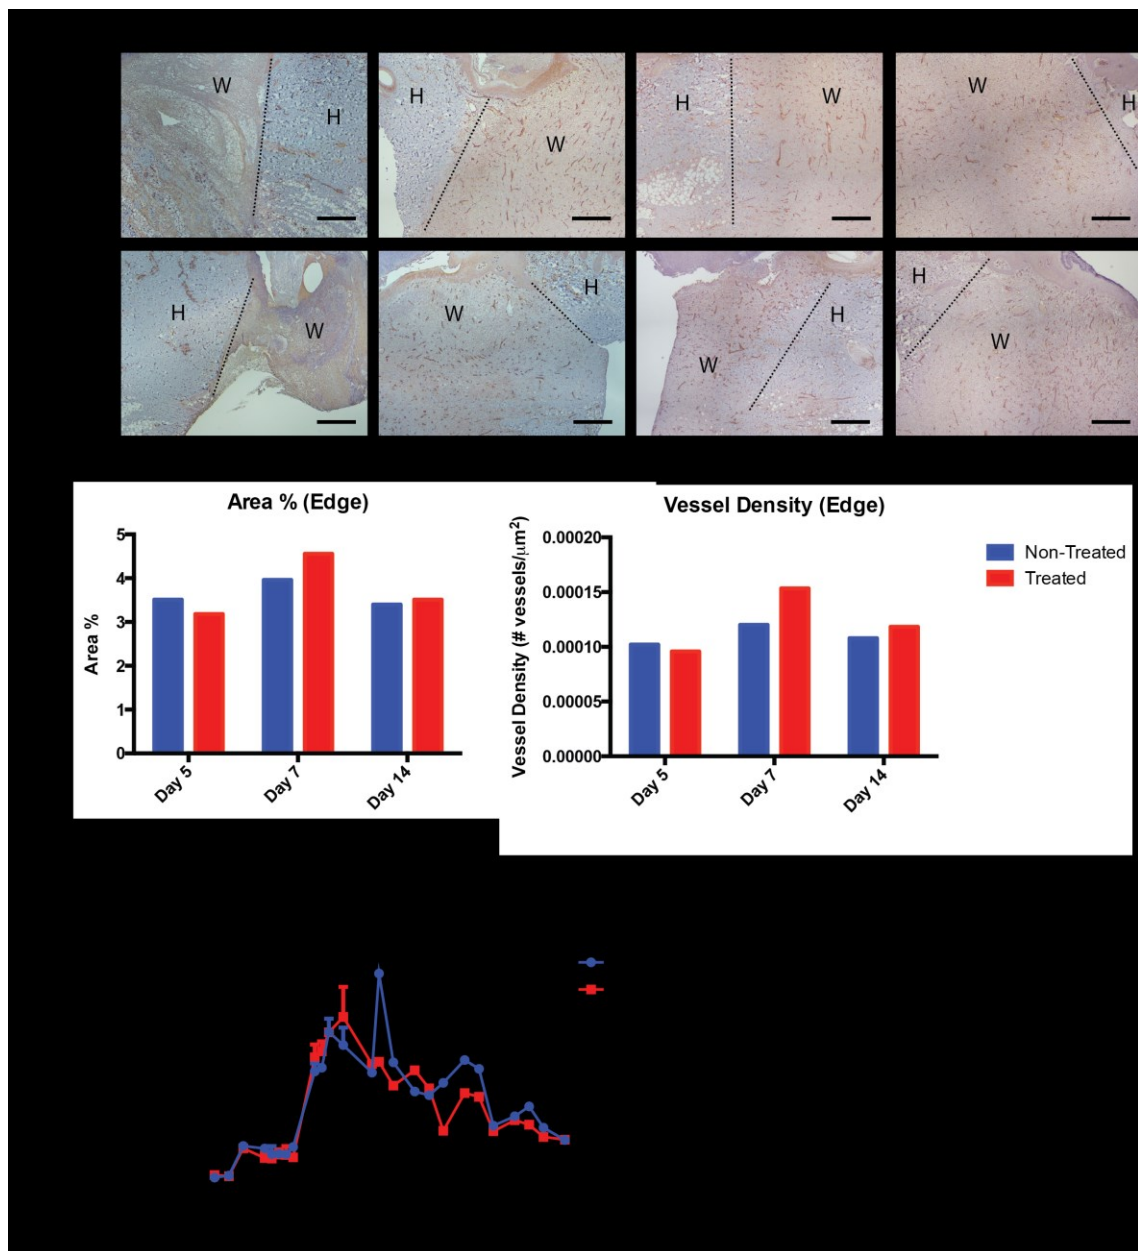 W
H
H
W
H
W
W
H
H
W
W
H
W
H
H
W
Area % (Edge)
Area %
5
4
3
2
1
0
Day 5
Day 7
Day 14
Vessel Density (Edge)
Vessel Density (# vessels/μm²)
0.00020
0.00015
0.00010
0.00005
0.00000
Day 5
Day 7
Day 14
Non-Treated
Treated